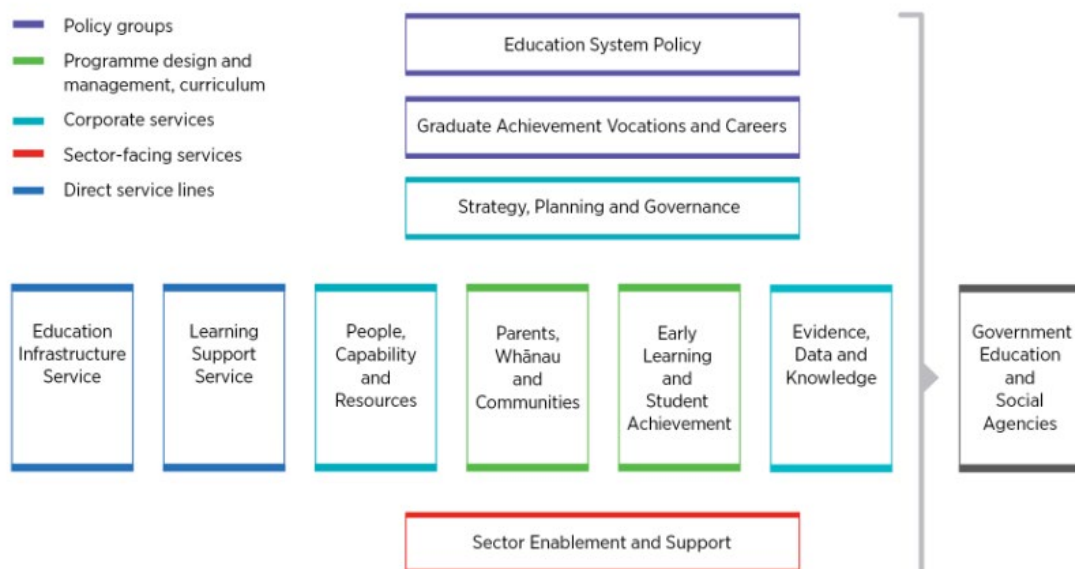 Policy groups
Programme design and
management, curriculum
Corporate services
Sector-facing services
Direct service lines
Education System Policy
Graduate Achievement Vocations and Careers
Strategy, Planning and Governance
Education
Infrastructure
Service
Learning
Support
Service
People,
Capability
and
Resources
Parents,
Whānau
and
Communities
Early
Learning
and
Student
Achievement
Evidence,
Data and
Knowledge
Government
Education
and
Social
Agencies
Sector Enablement and Support